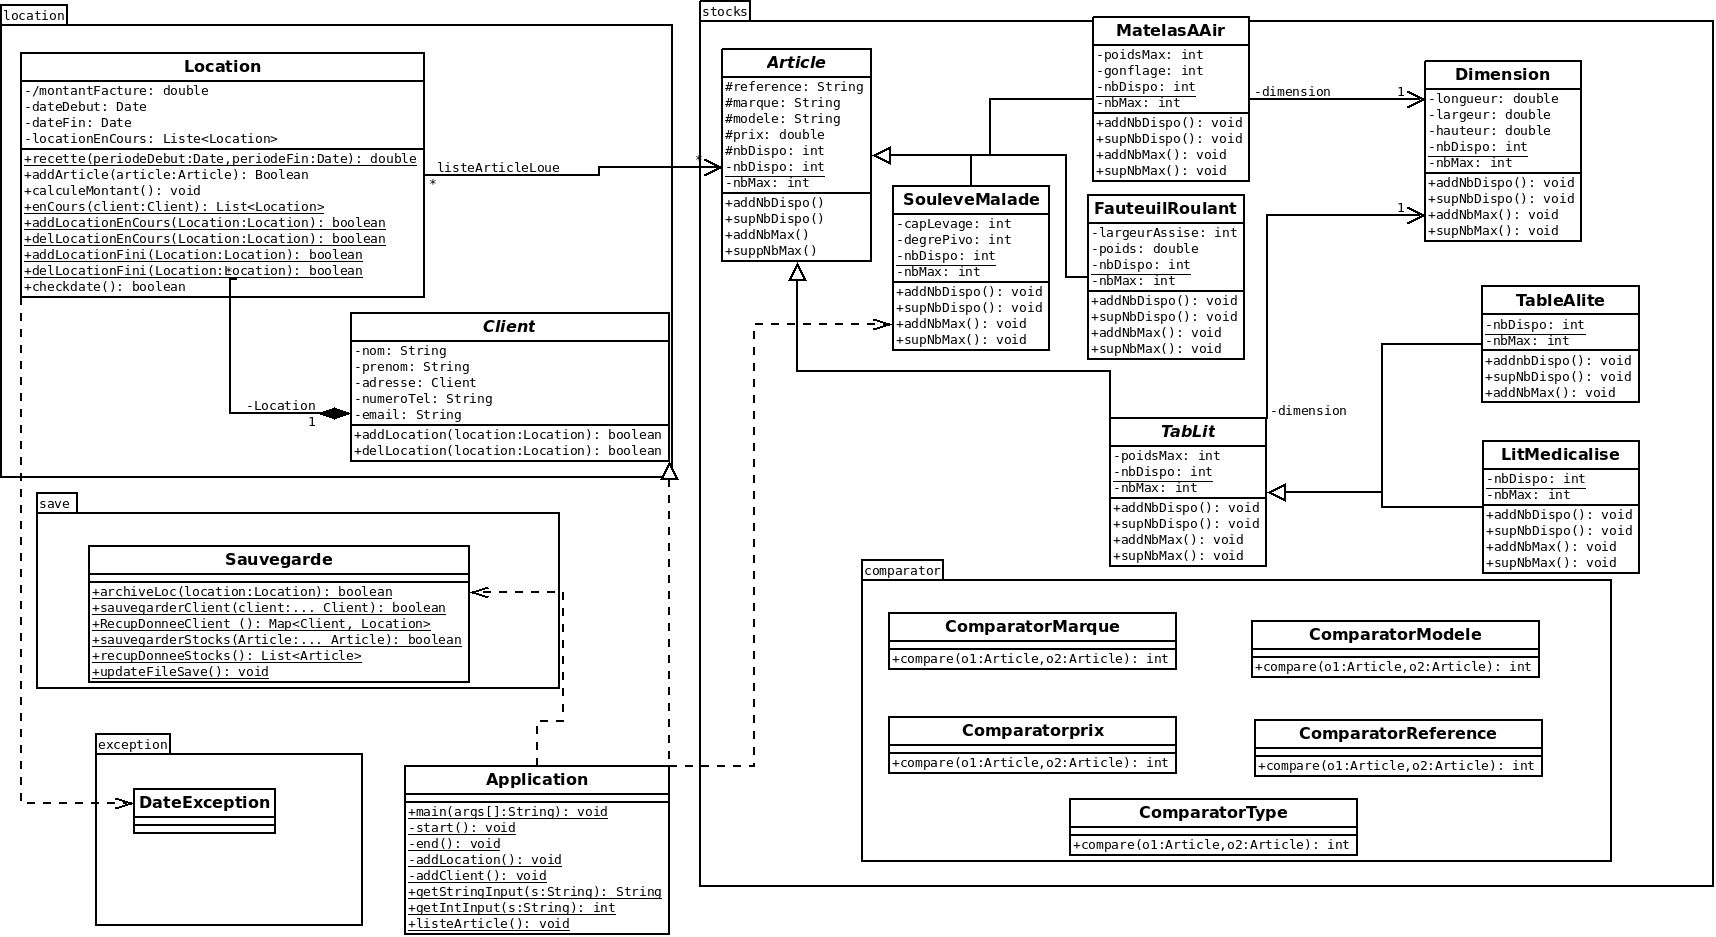 location
Location
-/montantFacture: double
-dateDebut: Date
-dateFin: Date
-locationEnCours: Liste<Location>
+recette(periodeDebut:Date,periodeFin:Date): double
+addArticle(article:Article): Boolean
+calculeMontant(): void
+enCours(client:Client): List<Location>
+addLocationEnCours(Location:Location): boolean
+delLocationEnCours(Location:Location): boolean
+addLocationFini(Location:Location): boolean
+delLocationFini(Location:Location): boolean
+checkdate(): boolean
*
listeArticleLoue
*
*
Client
-nom: String
-prenom: String
-adresse: Client
-numeroTel: String
-email: String
+addLocation(location:Location): boolean
+delLocation(location:Location): boolean
-Location
1
save
Sauvegarde
+archiveLoc(location:Location): boolean
+sauvegarderClient(client:... Client): boolean
+RecupDonneeClient (): Map<Client, Location>
+sauvegarderStocks(Article:... Article): boolean
+recupDonneeStocks(): List<Article>
+updateFileSave(): void
exception
DateException
Application
+main(args[]:String): void
-start(): void
-end(): void
-addLocation(): void
-addClient(): void
+getStringInput(s:String): String
+getIntInput(s:String): int
+listeArticle(): void
stocks
Article
#reference: String
#marque: String
#modele: String
#prix: double
#nbDispo: int
-nbDispo: int
-nbMax: int
+addNbDispo()
+supNbDispo()
+addNbMax()
+suppNbMax()
MatelasAAir
-poidsMax: int
-gonflage: int
-nbDispo: int
-nbMax: int
+addNbDispo(): void
+supNbDispo(): void
+addNbMax(): void
+supNbMax(): void
-dimension
1
Dimension
-longueur: double
-largeur: double
-hauteur: double
-nbDispo: int
-nbMax: int
+addNbDispo(): void
+supNbDispo(): void
+addNbMax(): void
+supNbMax(): void
1
SouleveMalade
-capLevage: int
-degrePivo: int
-nbDispo: int
-nbMax: int
+addNbDispo(): void
+supNbDispo(): void
+addNbMax(): void
+supNbMax(): void
FauteuilRoulant
-largeurAssise: int
-poids: double
-nbDispo: int
-nbMax: int
+addNbDispo(): void
+supNbDispo(): void
+addNbMax(): void
+supNbMax(): void
TableAlite
-nbDispo: int
-nbMax: int
+addnbDispo(): void
+supNbDispo(): void
+addNbMax(): void
-dimension
TabLit
-poidsMax: int
-nbDispo: int
-nbMax: int
+addNbDispo(): void
+supNbDispo(): void
+addNbMax(): void
+supNbMax(): void
LitMedicalise
-nbDispo: int
-nbMax: int
+addNbDispo(): void
+supNbDispo(): void
+addNbMax(): void
+supNbMax(): void
comparator
ComparatorMarque
+compare(o1:Article,o2:Article): int
ComparatorModele
+compare(o1:Article,o2:Article): int
Comparatorprix
+compare(o1:Article,o2:Article): int
ComparatorReference
+compare(o1:Article,o2:Article): int
ComparatorType
+compare(o1:Article,o2:Article): int